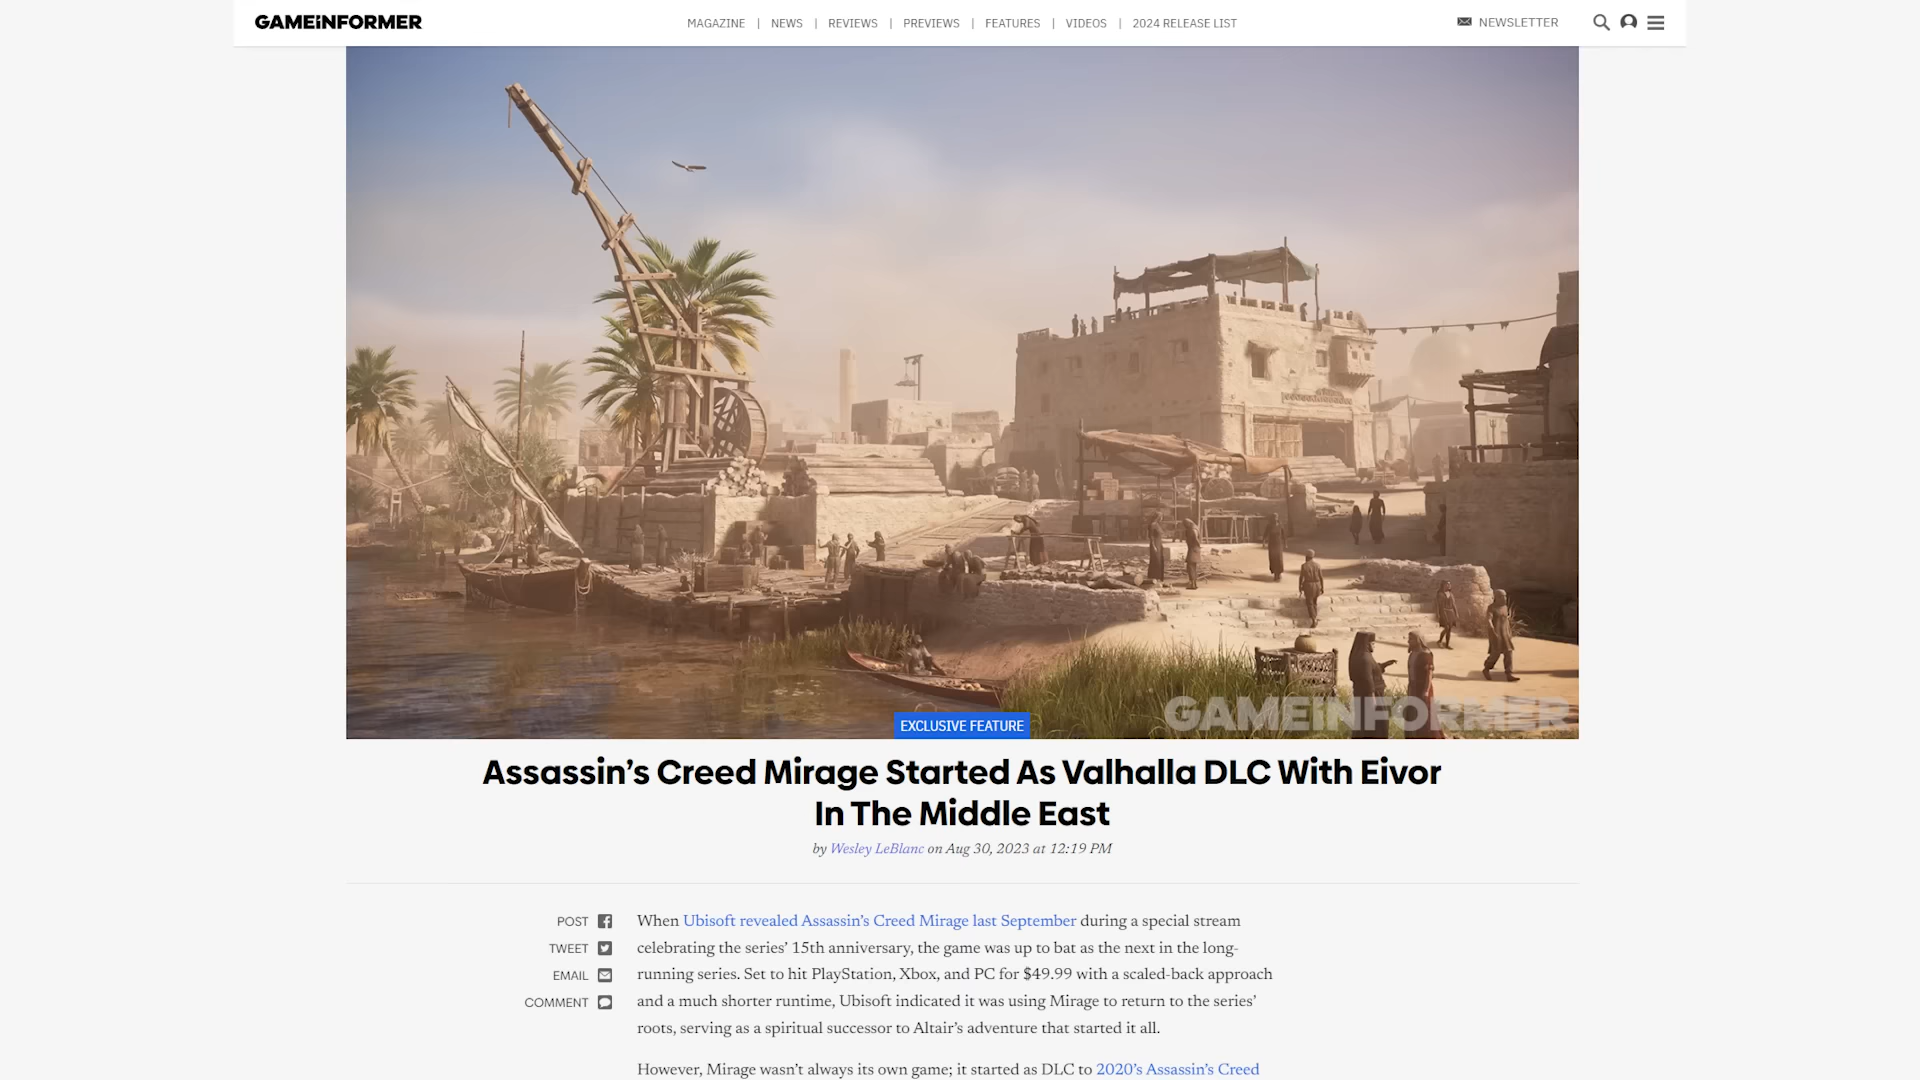 GAMEiNFORMER
MAGAZINE | NEWS | REVIEWS | PREVIEWS | FEATURES | VIDEOS | 2024 RELEASE LIST
NEWSLETTER
GAMEINFORMER
EXCLUSIVE FEATURE
Assassin’s Creed Mirage Started As Valhalla DLC With Eivor
In The Middle East
by Wesley LeBlanc on Aug 30, 2023 at 12:19 PM
POST
TWEET
EMAIL
COMMENT
When Ubisoft revealed Assassin’s Creed Mirage last September during a special stream
celebrating the series’ 15th anniversary, the game was up to bat as the next in the long-
running series. Set to hit PlayStation, Xbox, and PC for $49.99 with a scaled-back approach
and a much shorter runtime, Ubisoft indicated it was using Mirage to return to the series’
roots, serving as a spiritual successor to Altair’s adventure that started it all.
However, Mirage wasn’t always its own game; it started as DLC to 2020’s Assassin’s Creed